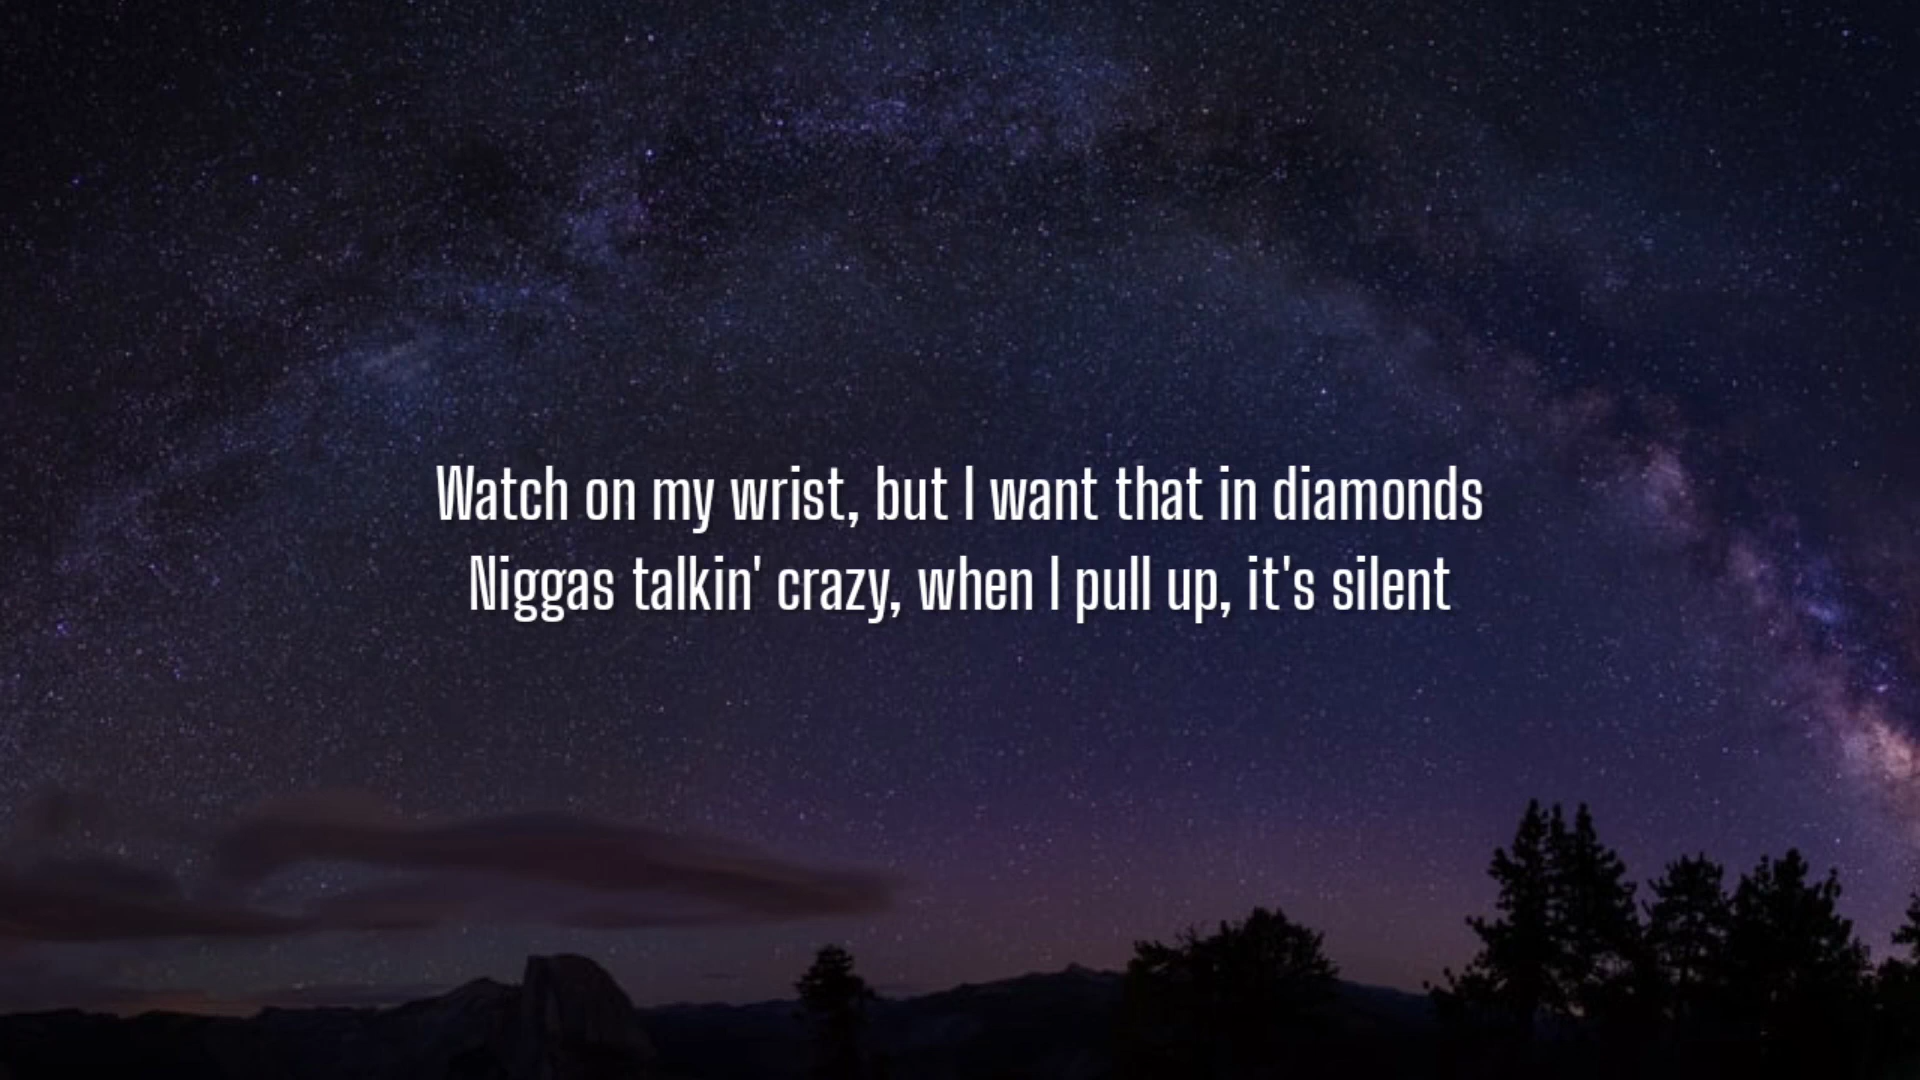 Watch on my wrist, but I want that in diamonds
Niggas talkin' crazy, when I pull up, it's silent